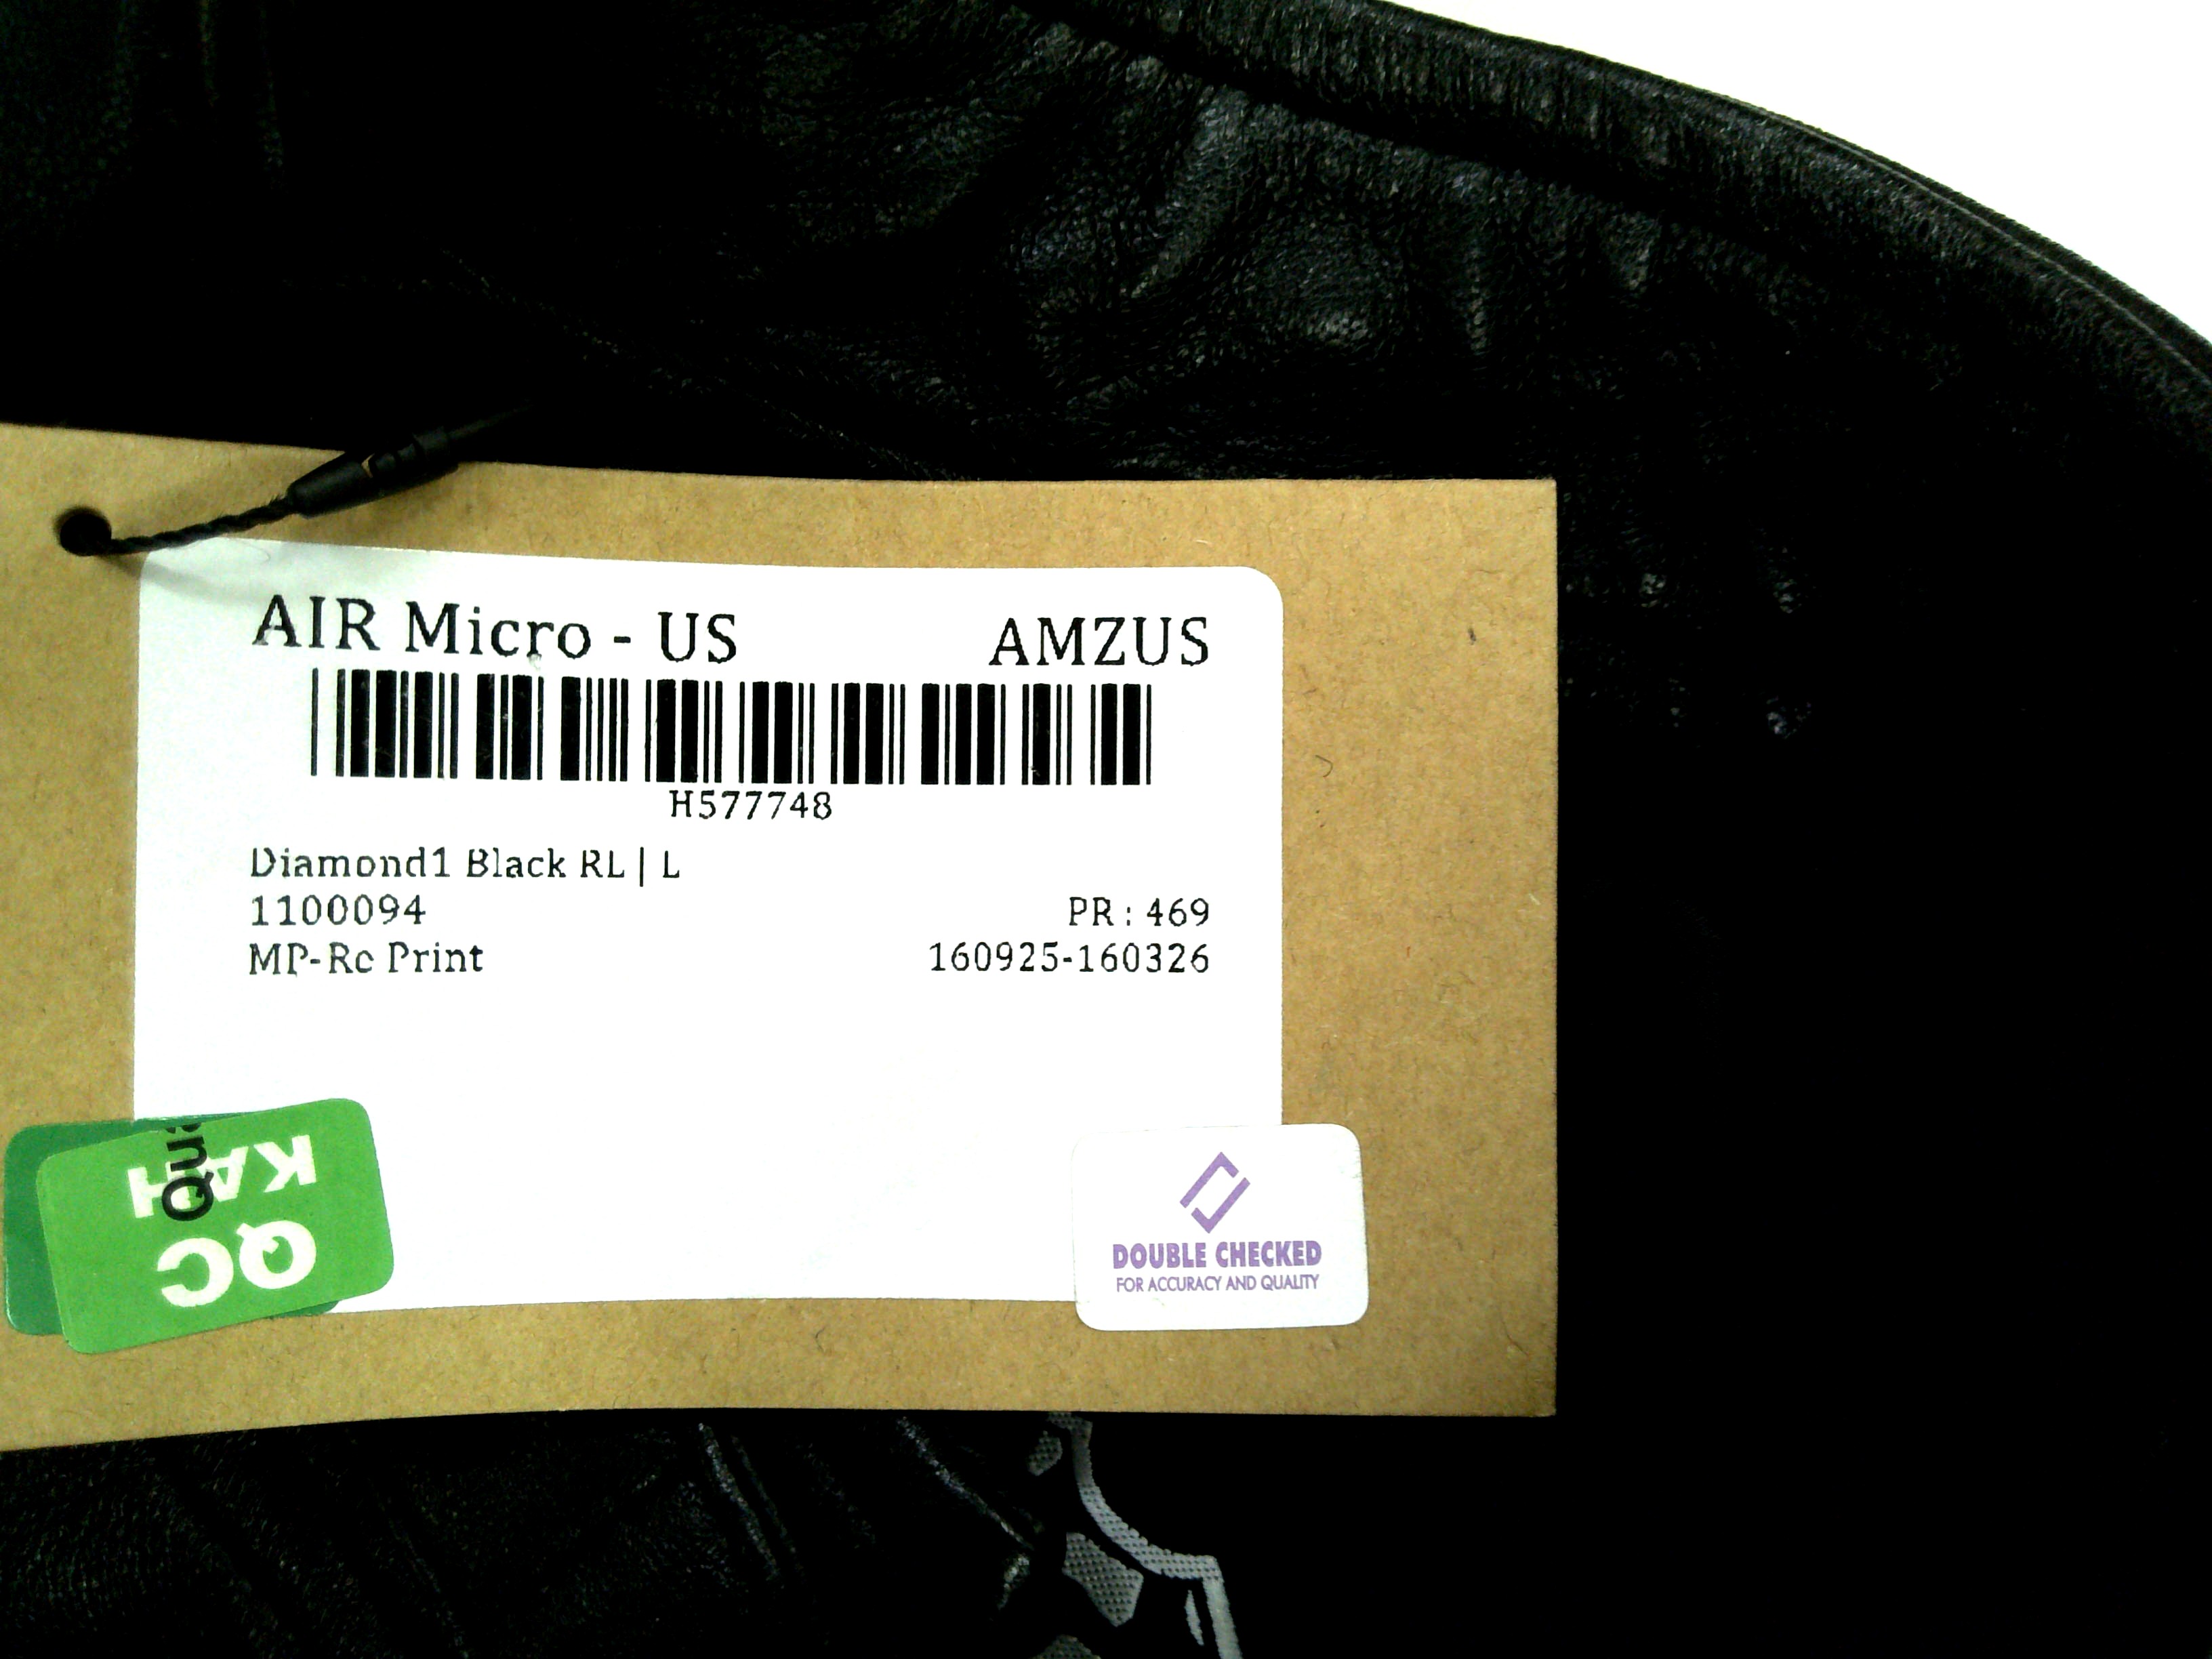 AIR Micro - US AMZUS
H577748
Diamond1 Black RL | L
1100094 PR : 469
MP-Rc Print 160925-160326
QC
KAH
DOUBLE CHECKED
FOR ACCURACY AND QUALITY